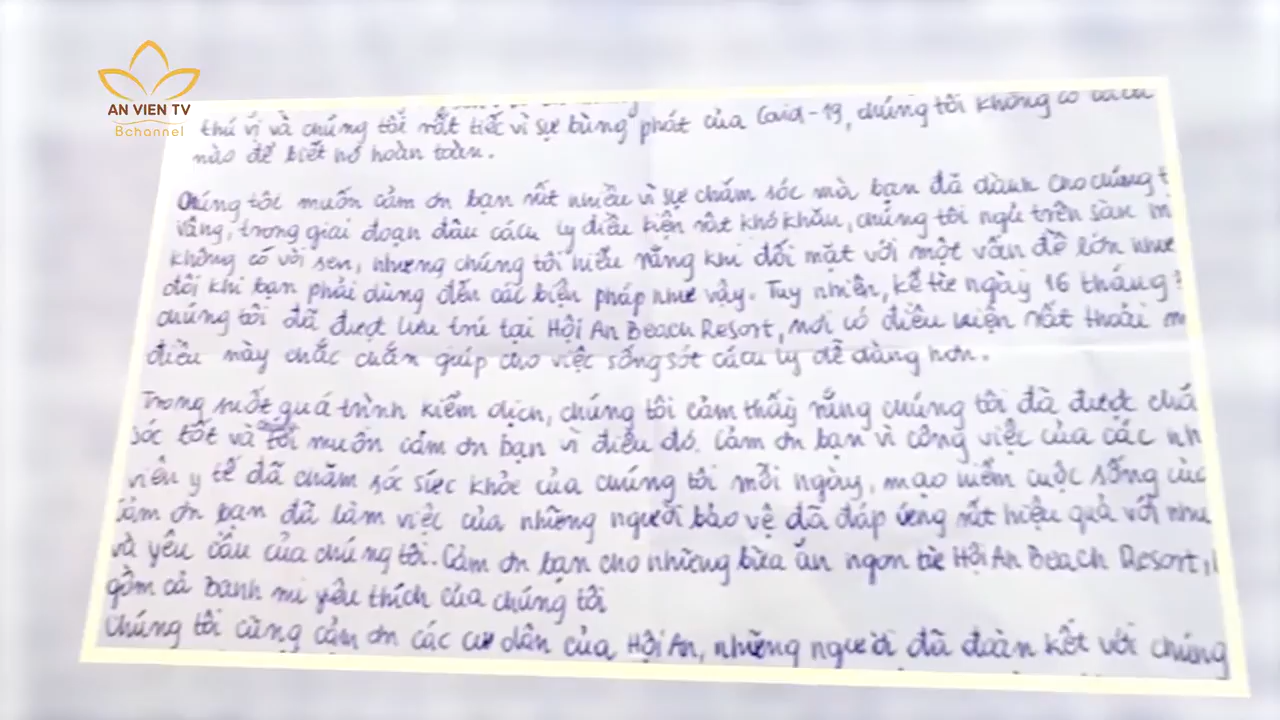 AN VIEN TV
Bchannel
thú vị và chúng tôi rất tiếc vì sự bùng phát của Covid-19, chúng tôi không có
nào để biết nó hoàn toàn.
Chúng tôi muốn cảm ơn bạn rất nhiều vì sự chăm sóc mà bạn đã dành cho chúng t
Vâng, trong giai đoạn đầu cách ly điều kiện rất khó khăn, chúng tôi ngủ trên sàn m
không có vòi sen, nhưng chúng tôi hiểu rằng khi đối mặt với một vấn đề lớn như
đôi khi bạn phải dùng đến các biện pháp như vậy. Tuy nhiên, kể từ ngày 16 tháng
chúng tôi đã được lưu trú tại Hội An Beach Resort, nơi có điều kiện rất thoải m
điều này chắc chắn giúp cho việc sống sót cách ly dễ dàng hơn.
Trong suốt quá trình kiểm dịch, chúng tôi cảm thấy rằng chúng tôi đã được chă
sóc tốt và tôi muốn cảm ơn bạn vì điều đó. Cảm ơn bạn vì công việc của các nh
viên y tế đã chăm sóc sức khỏe của chúng tôi mỗi ngày, mạo hiểm cuộc sống của
Cảm ơn bạn đã làm việc của những người bảo vệ đã đáp ứng rất hiệu quả với nhu
và yêu cầu của chúng tôi. Cảm ơn bạn cho những bữa ăn ngon từ Hội An Beach Resort,
gồm cả banh mi yêu thích của chúng tôi
Chúng tôi cũng cảm ơn các cư dân của Hội An, những người đã đoàn kết với chúng